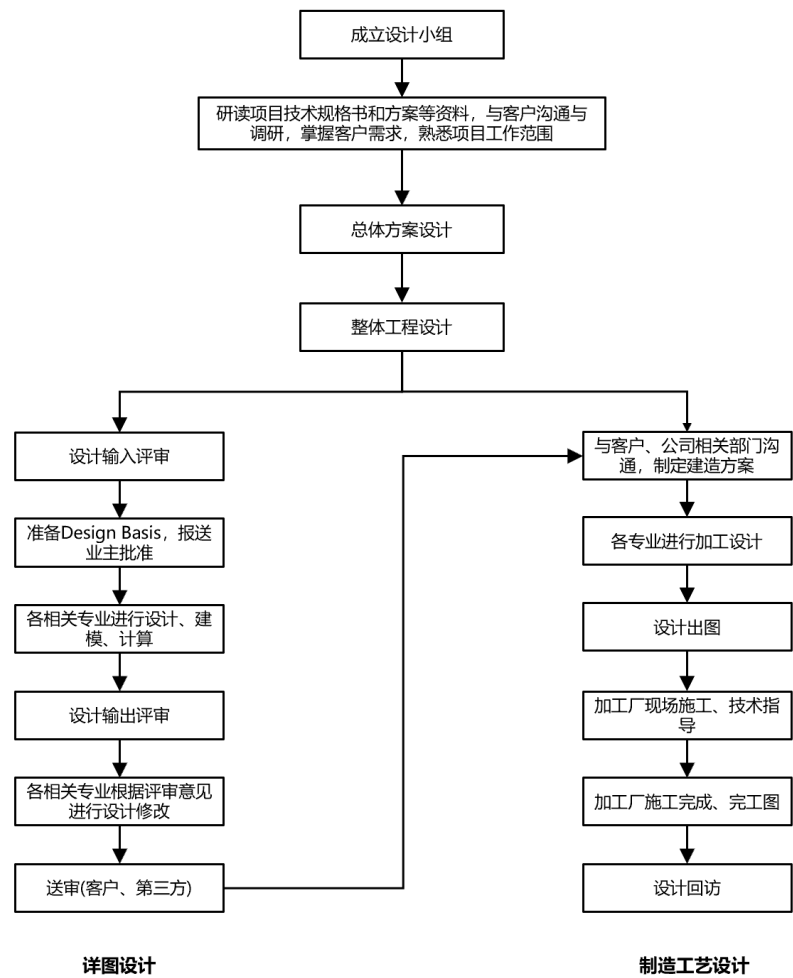 成立设计小组
研读项目技术规格书和方案等资料，与客户沟通与
调研，掌握客户需求，熟悉项目工作范围
总体方案设计
整体工程设计
设计输入评审
准备Design Basis，报送
业主批准
各相关专业进行设计、建
模、计算
设计输出评审
各相关专业根据评审意见
进行设计修改
送审(客户、第三方)
详图设计
与客户、公司相关部门沟
通，制定建造方案
各专业进行加工设计
设计出图
加工厂现场施工、技术指
导
加工厂施工完成、完工图
设计回访
制造工艺设计